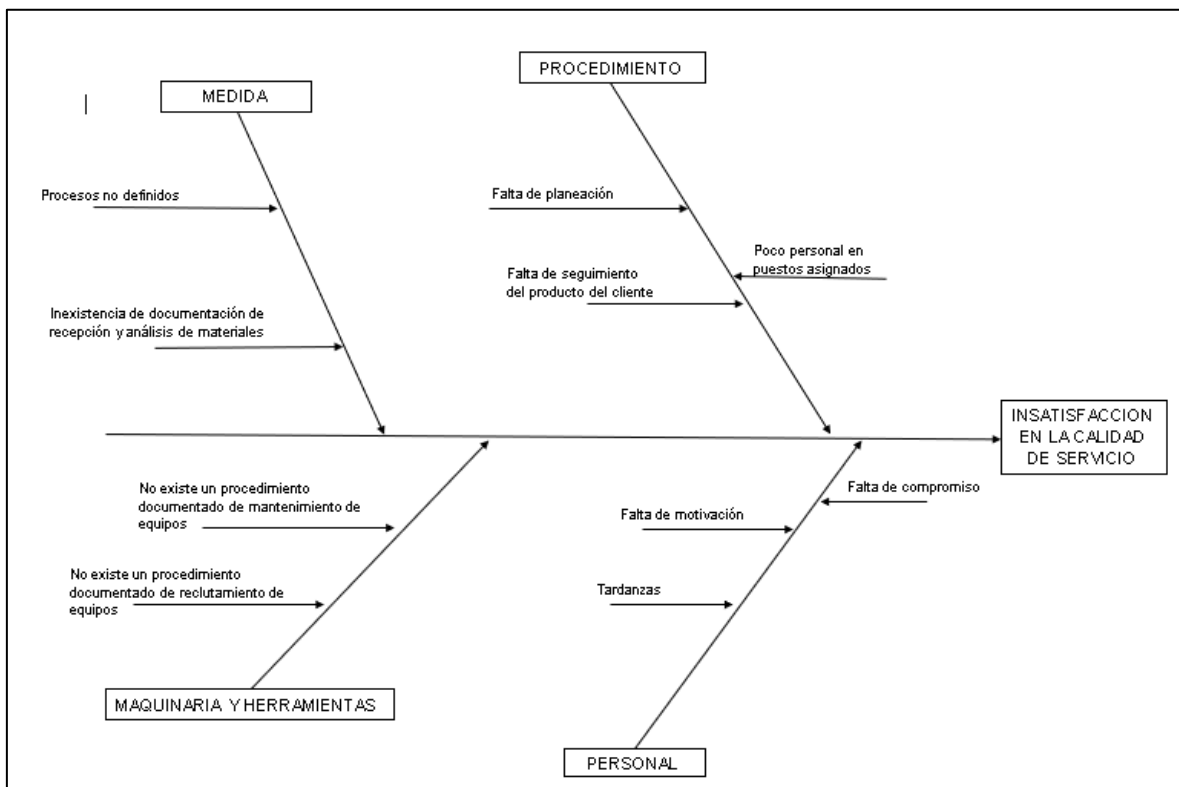 PROCEDIMIENTO
MEDIDA
Procesos no definidos
Falta de planeación
Poco personal en
puestos asignados
Falta de seguimiento
del producto del cliente
Inexistencia de documentación de
recepción y análisis de materiales
INSATISFACCION
EN LA CALIDAD
DE SERVICIO
No existe un procedimiento
documentado de mantenimiento de
equipos
Falta de compromiso
Falta de motivación
No existe un procedimiento
documentado de reclutamiento de
equipos
Tardanzas
MAQUINARIA Y HERRAMIENTAS
PERSONAL